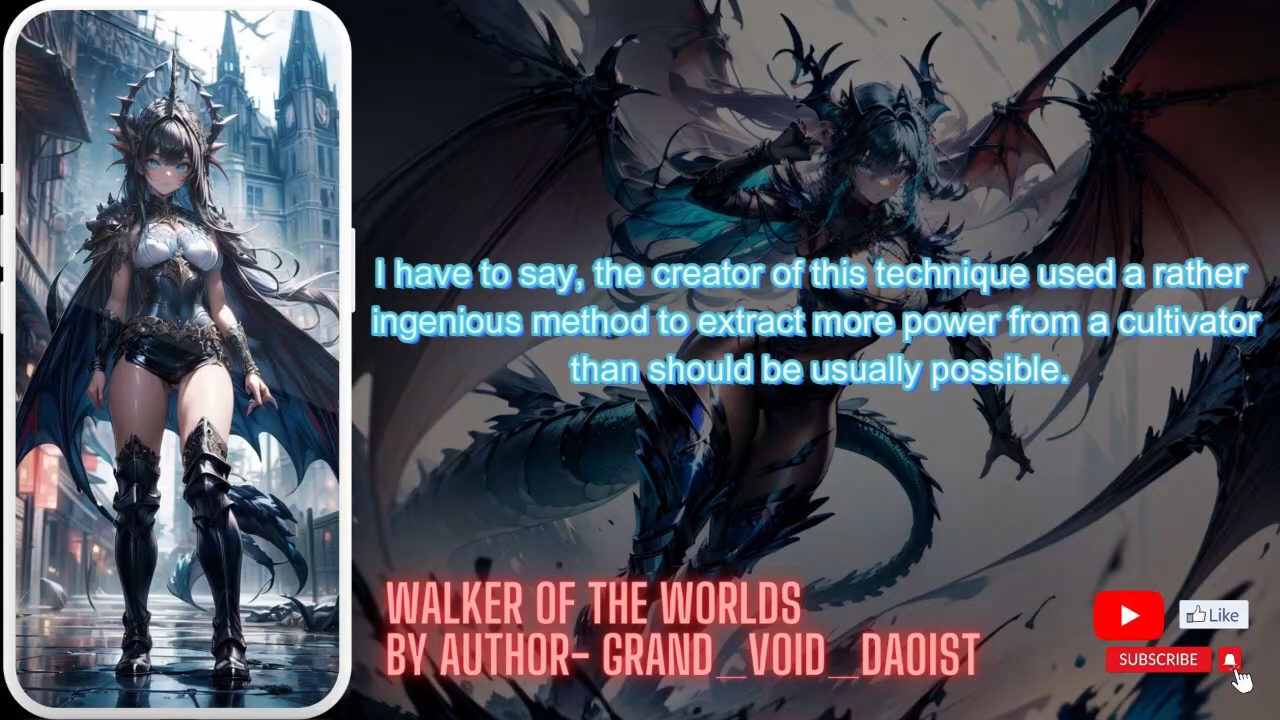 I have to say, the creator of this technique used a rather
ingenious method to extract more power from a cultivator
than should be usually possible.
WALKER OF THE WORLDS
BY AUTHOR- GRAND_VOID_DAOIST
Like
SUBSCRIBE